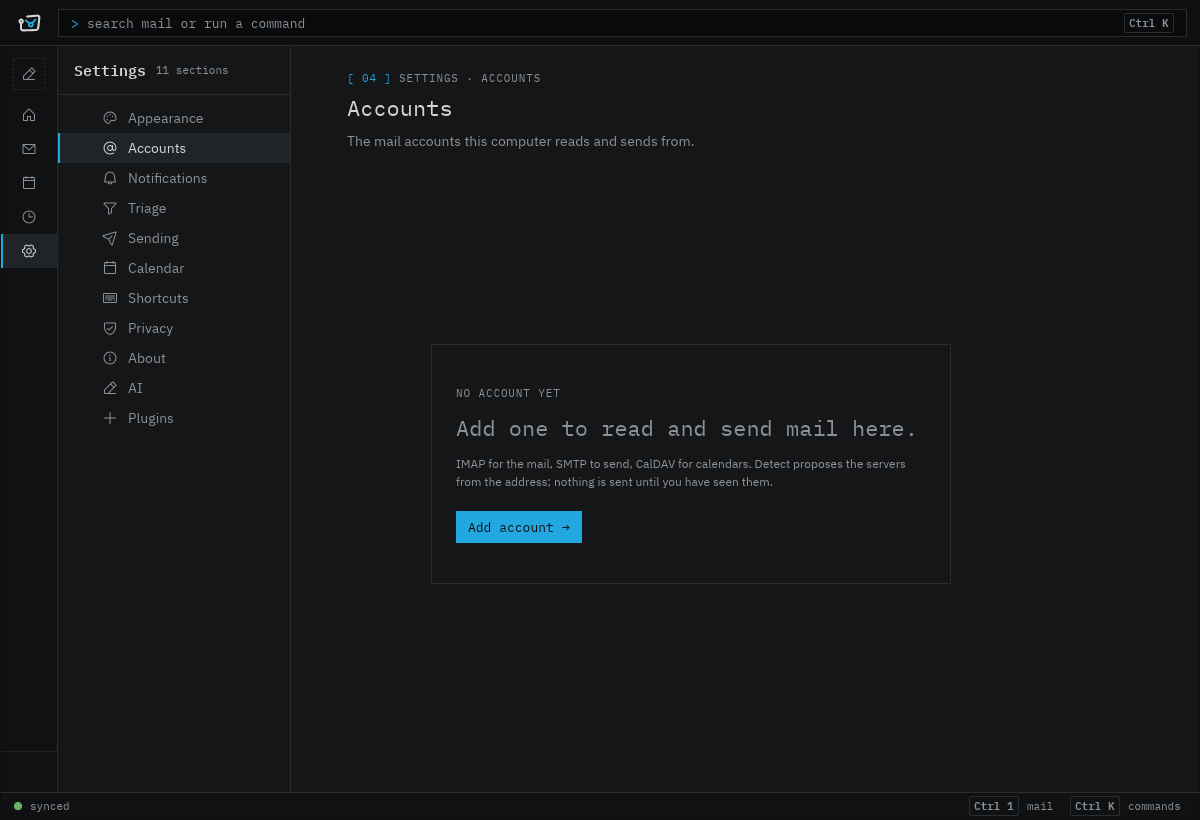 > search mail or run a command
Ctrl K
Settings 11 sections
Appearance
Accounts
Notifications
Triage
Sending
Calendar
Shortcuts
Privacy
About
AI
Plugins
[ 04 ] SETTINGS · ACCOUNTS
Accounts
The mail accounts this computer reads and sends from.
NO ACCOUNT YET
Add one to read and send mail here.
IMAP for the mail, SMTP to send, CalDAV for calendars. Detect proposes the servers
from the address; nothing is sent until you have seen them.
Add account →
synced
Ctrl 1 mail Ctrl K commands